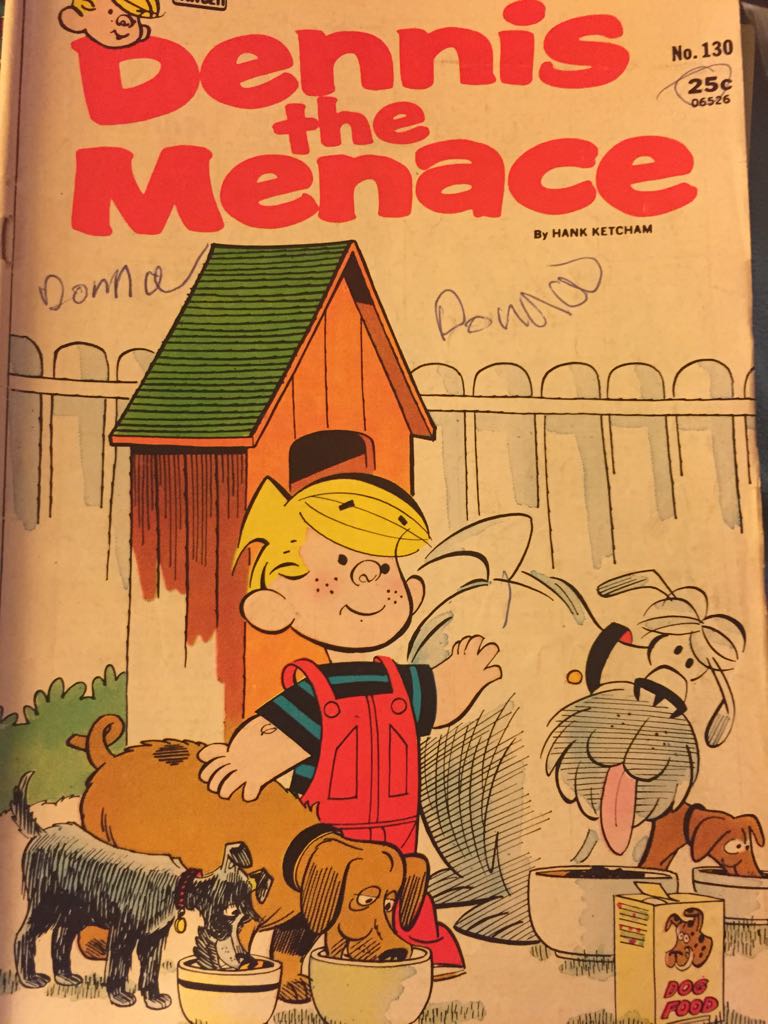 Dennis
No. 130
25¢
06526
the
Menace
By HANK KETCHAM
Donna
Donna
DOG
FOOD